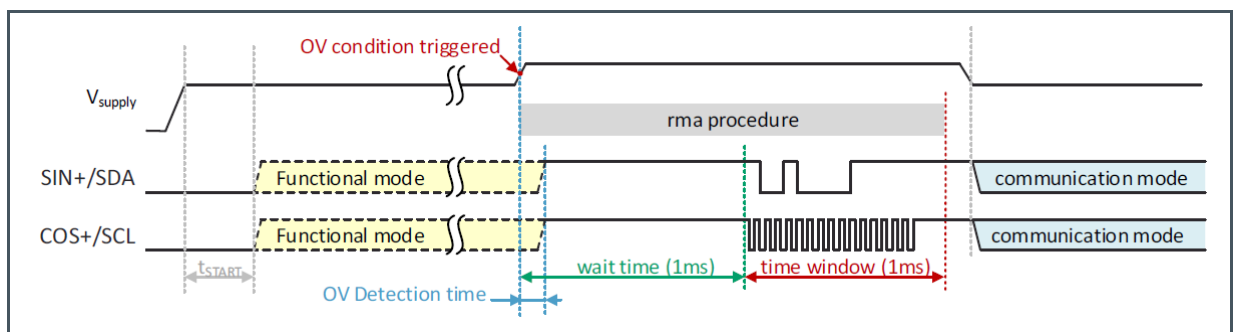 OV condition triggered
Vsupply
rma procedure
SIN+/SDA
Functional mode
communication mode
COS+/SCL
Functional mode
communication mode
tSTART
wait time (1ms)
time window (1ms)
OV Detection time